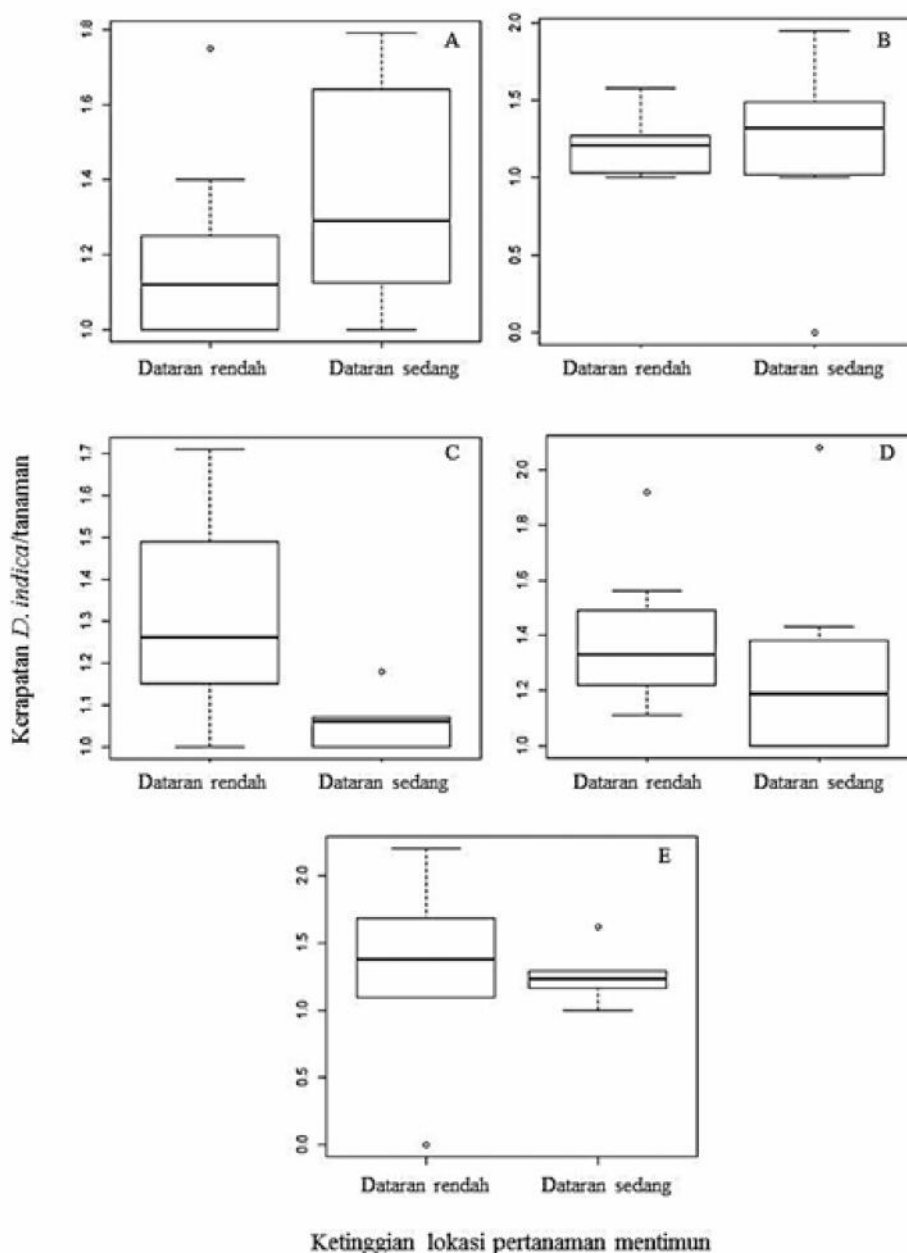 A
1.0 1.2 1.4 1.6 1.8
Dataran rendah Dataran sedang
B
0.0 0.5 1.0 1.5 2.0
Dataran rendah Dataran sedang
Kerapatan D. indica/tanaman
C
1.0 1.1 1.2 1.3 1.4 1.5 1.6 1.7
Dataran rendah Dataran sedang
D
1.0 1.2 1.4 1.6 1.8 2.0
Dataran rendah Dataran sedang
E
0.0 0.5 1.0 1.5 2.0
Dataran rendah Dataran sedang
Ketinggian lokasi pertanaman mentimun